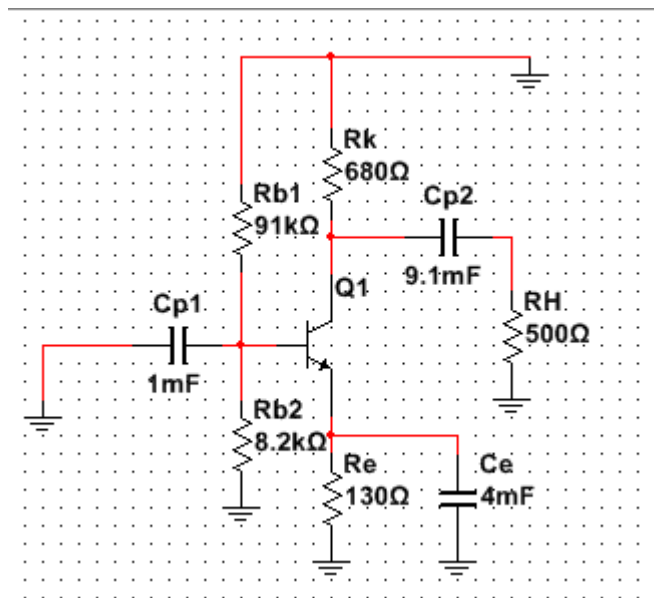 Rk
680Ω
Rb1
91kΩ
Cp2
9.1mF
Q1
RH
500Ω
Cp1
1mF
Rb2
8.2kΩ
Re
130Ω
Ce
4mF